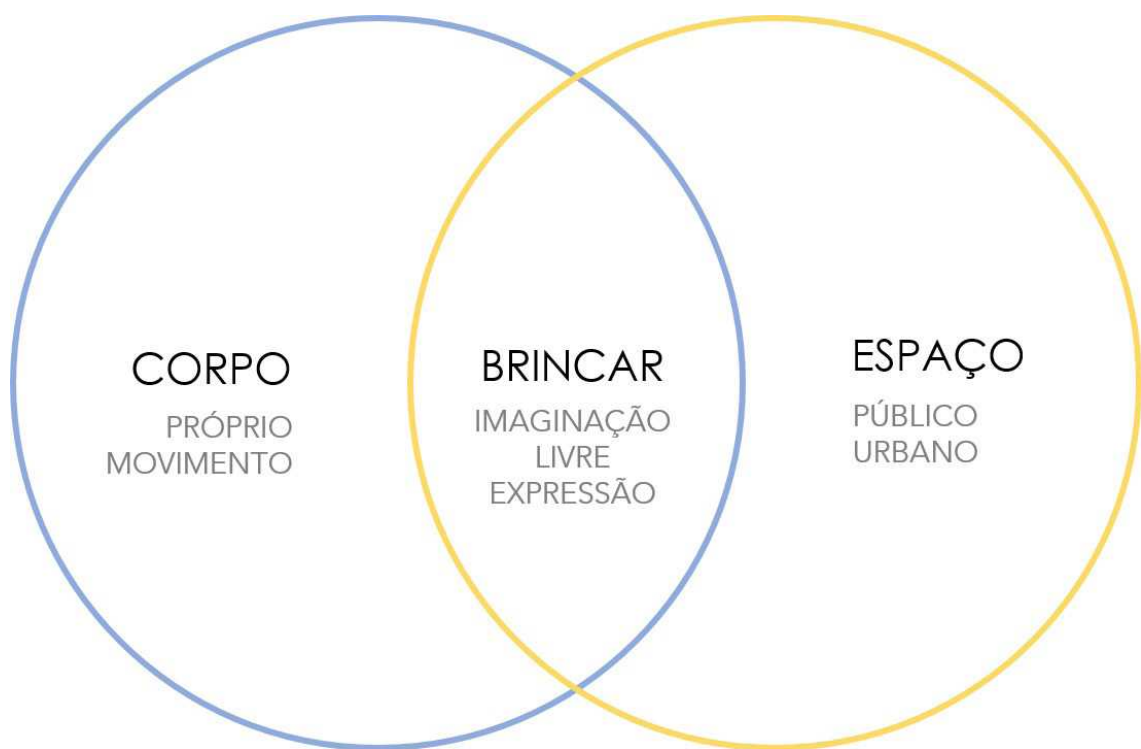 CORPO
PRÓPRIO
MOVIMENTO
BRINCAR
IMAGINAÇÃO
LIVRE
EXPRESSÃO
ESPAÇO
PÚBLICO
URBANO